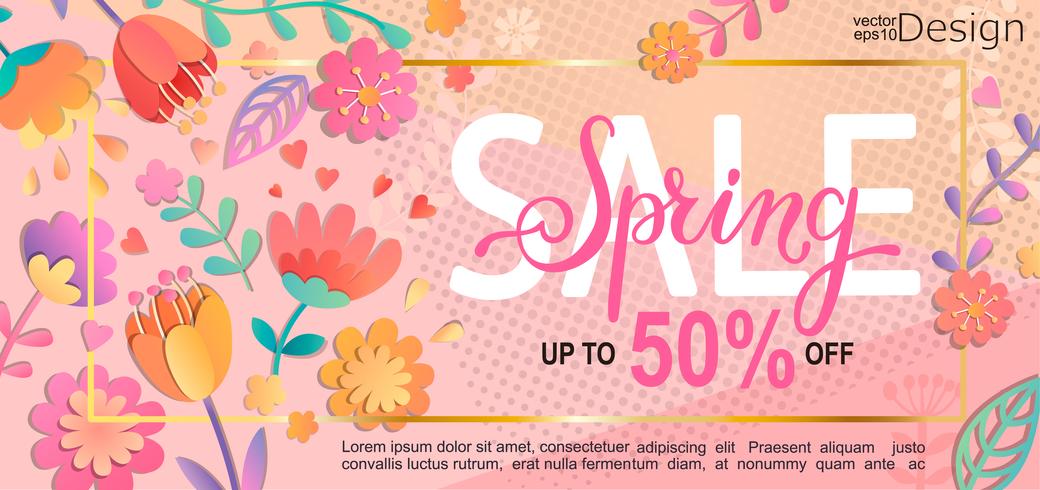 vector
eps10 Design
SALE
Spring
UP TO 50% OFF
Lorem ipsum dolor sit amet, consectetuer adipiscing elit Praesent aliquam justo
convallis luctus rutrum, erat nulla fermentum diam, at nonummy quam ante ac